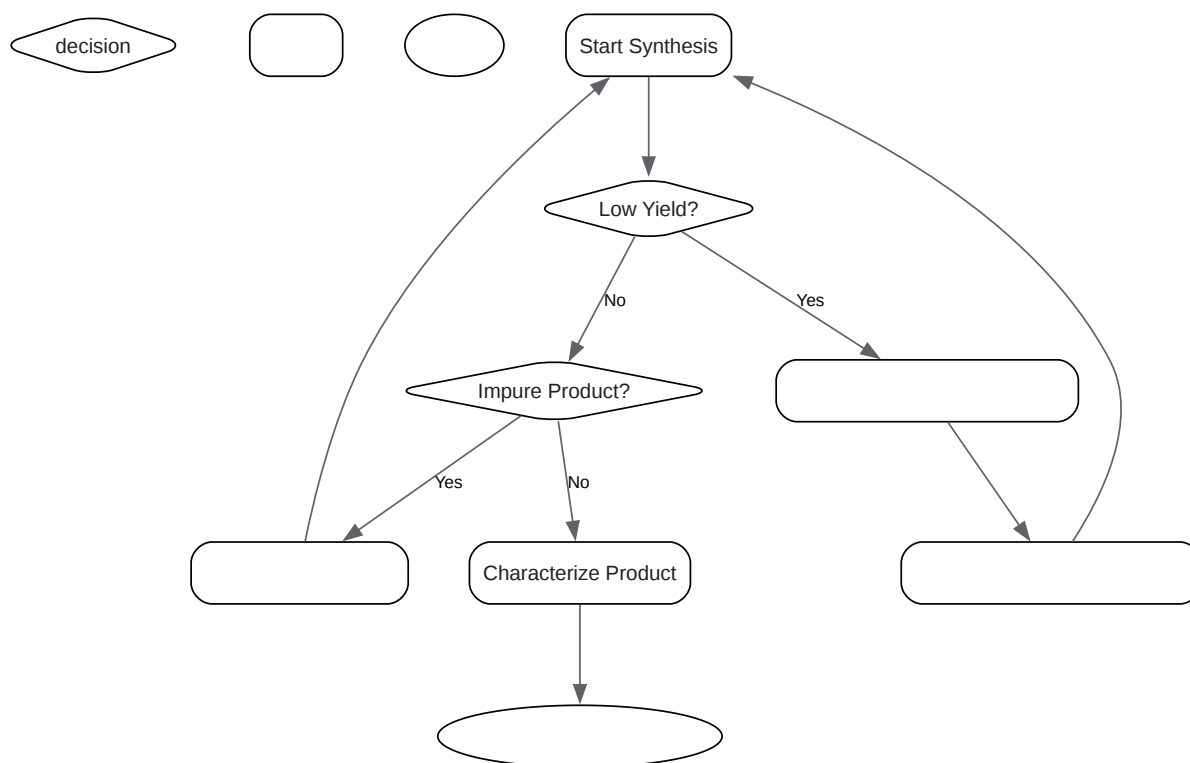 decision
Start Synthesis
Low Yield?
No
Yes
Impure Product?
Yes
No
Characterize Product